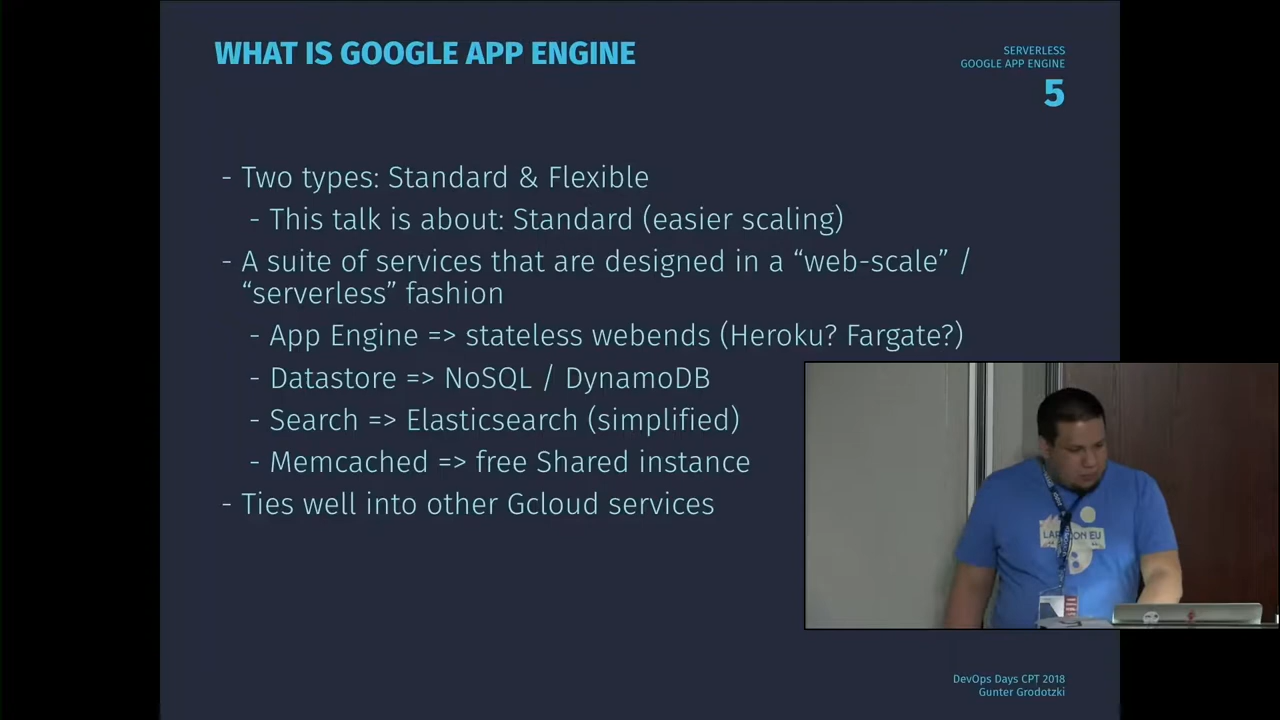 WHAT IS GOOGLE APP ENGINE
SERVERLESS
GOOGLE APP ENGINE
5
- Two types: Standard & Flexible
- This talk is about: Standard (easier scaling)
- A suite of services that are designed in a “web-scale” /
“serverless” fashion
- App Engine => stateless webends (Heroku? Fargate?)
- Datastore => NoSQL / DynamoDB
- Search => Elasticsearch (simplified)
- Memcached => free Shared instance
- Ties well into other Gcloud services
DevOps Days CPT 2018
Gunter Grodotzki